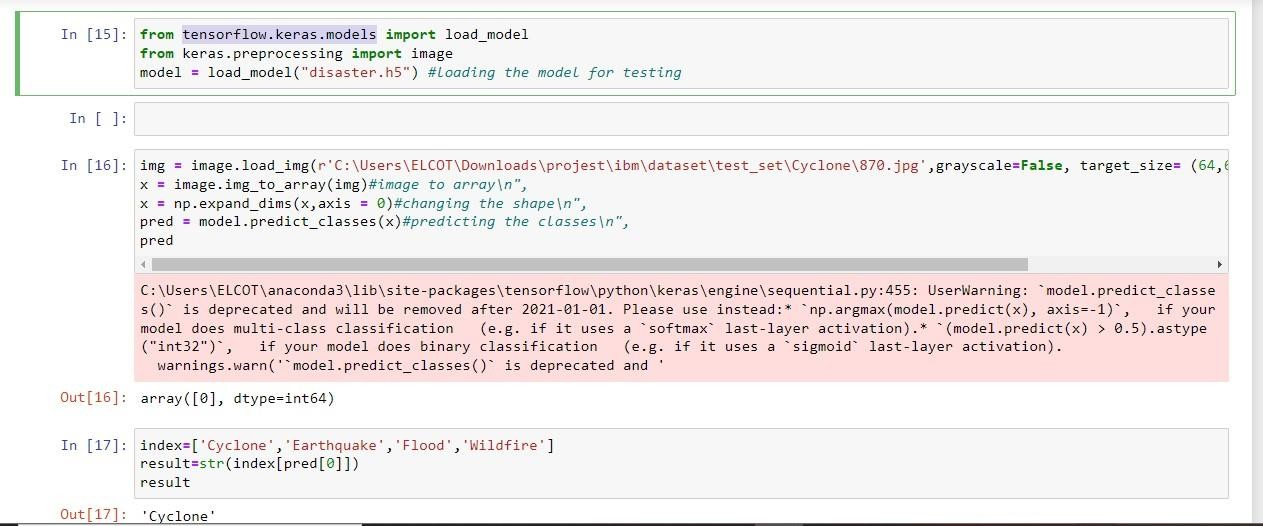 In [15]: from tensorflow.keras.models import load_model
from keras.preprocessing import image
model = load_model("disaster.h5") #loading the model for testing
In [ ]:
In [16]: img = image.load_img(r'C:\Users\ELCOT\Downloads\projest\ibm\dataset\test_set\Cyclone\870.jpg',grayscale=False, target_size= (64,6
x = image.img_to_array(img)#image to array\n",
x = np.expand_dims(x,axis = 0)#changing the shape\n",
pred = model.predict_classes(x)#predicting the classes\n",
pred
C:\Users\ELCOT\anaconda3\lib\site-packages\tensorflow\python\keras\engine\sequential.py:455: UserWarning: `model.predict_classe
s()` is deprecated and will be removed after 2021-01-01. Please use instead:* `np.argmax(model.predict(x), axis=-1)`,   if your
model does multi-class classification   (e.g. if it uses a `softmax` last-layer activation).* `(model.predict(x) > 0.5).astype
("int32")`,   if your model does binary classification   (e.g. if it uses a `sigmoid` last-layer activation).
warnings.warn('`model.predict_classes()` is deprecated and '
Out[16]: array([0], dtype=int64)
In [17]: index=['Cyclone','Earthquake','Flood','Wildfire']
result=str(index[pred[0]])
result
Out[17]: 'Cyclone'